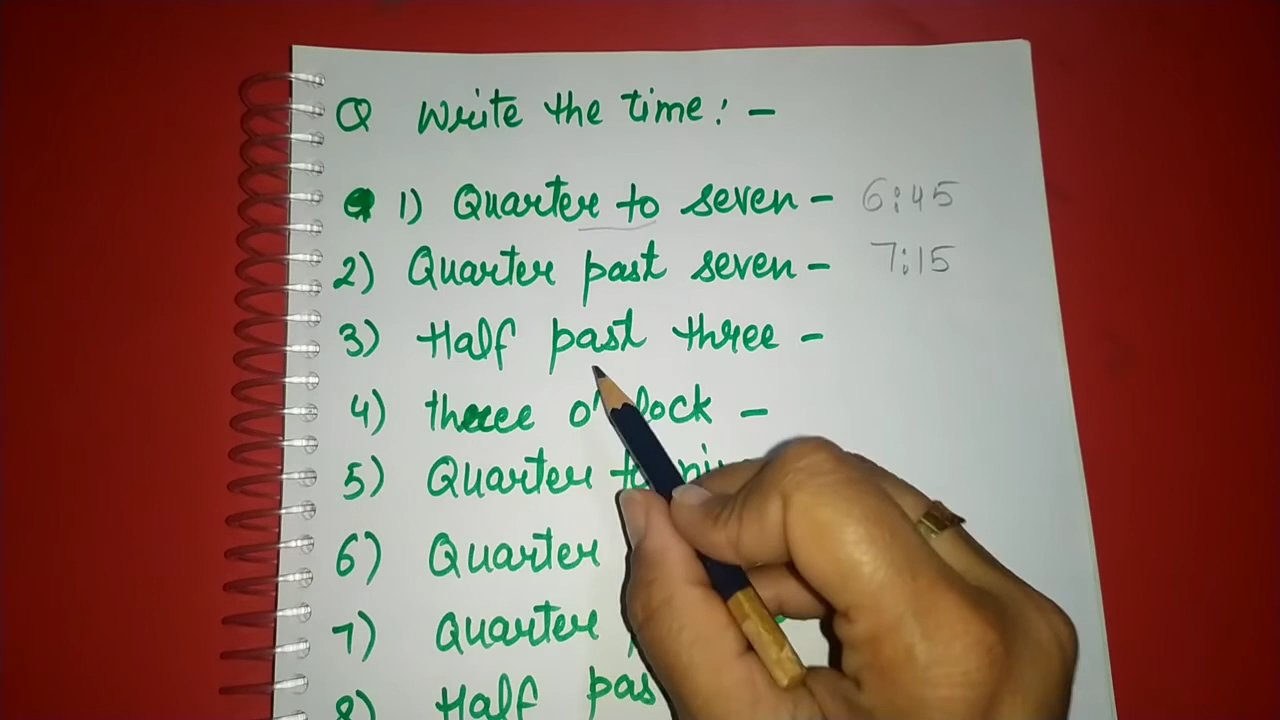 Q Write the time: -
1) Quarter to seven - 6:45
2) Quarter past seven - 7:15
3) Half past three -
4) three o'clock -
5) Quarter to
6) Quarter
7) Quarter
8) Half pas